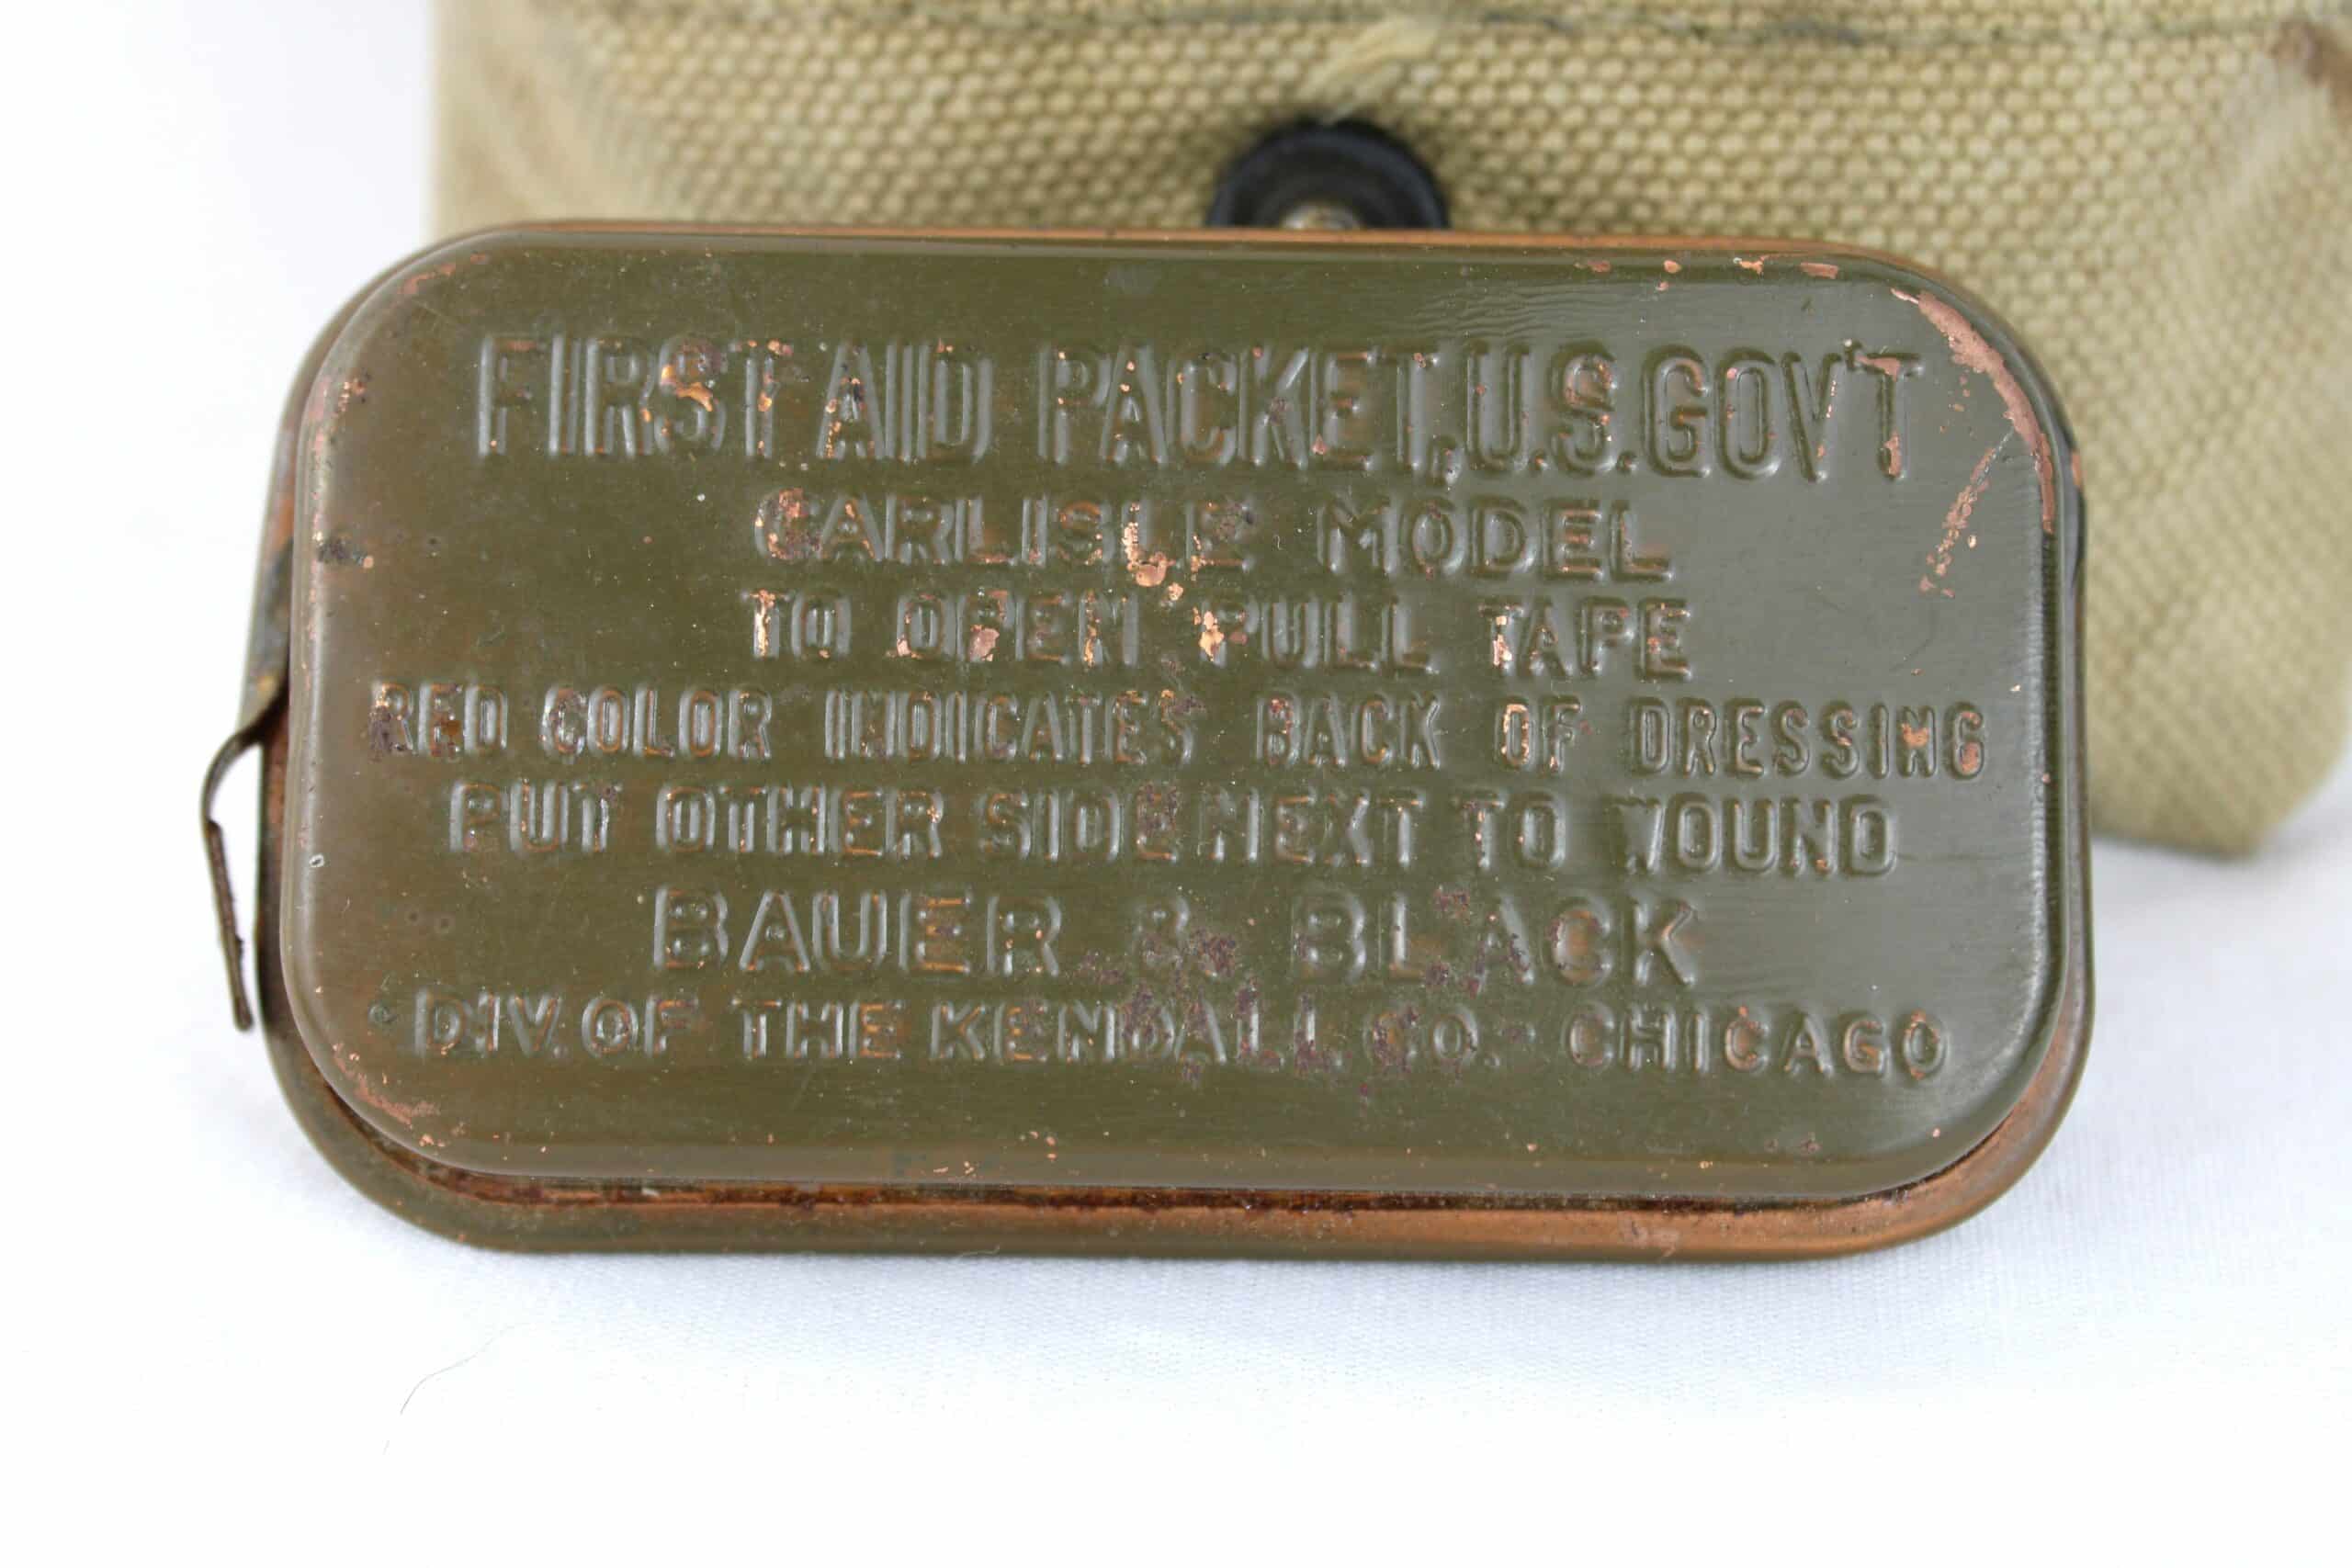 FIRST AID PACKET, U.S. GOV'T
CARLISLE MODEL
TO OPEN PULL TAPE
RED COLOR INDICATES BACK OF DRESSING
PUT OTHER SIDE NEXT TO WOUND
BAUER & BLACK
DIV. OF THE KENDALL CO. - CHICAGO